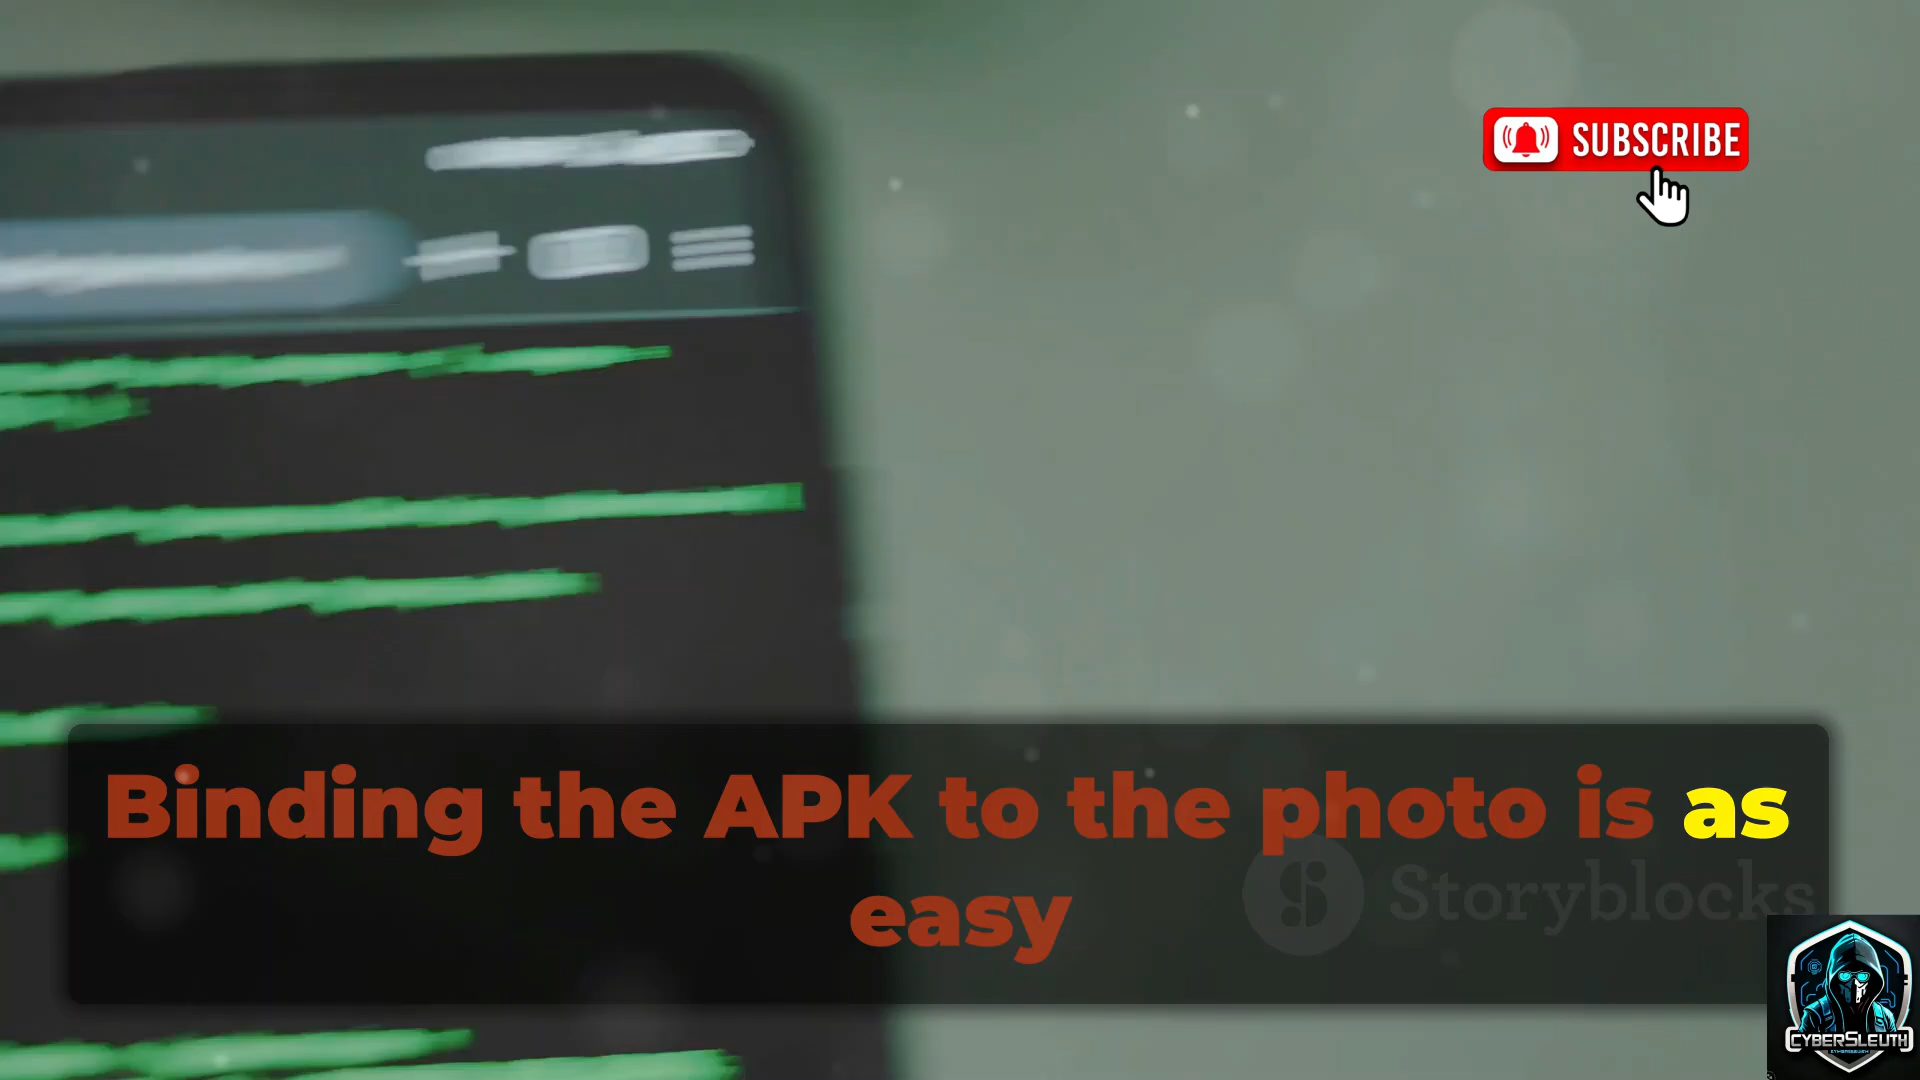 SUBSCRIBE
Binding the APK to the photo is as
easy
Storyblocks
CYBERSLEUTH